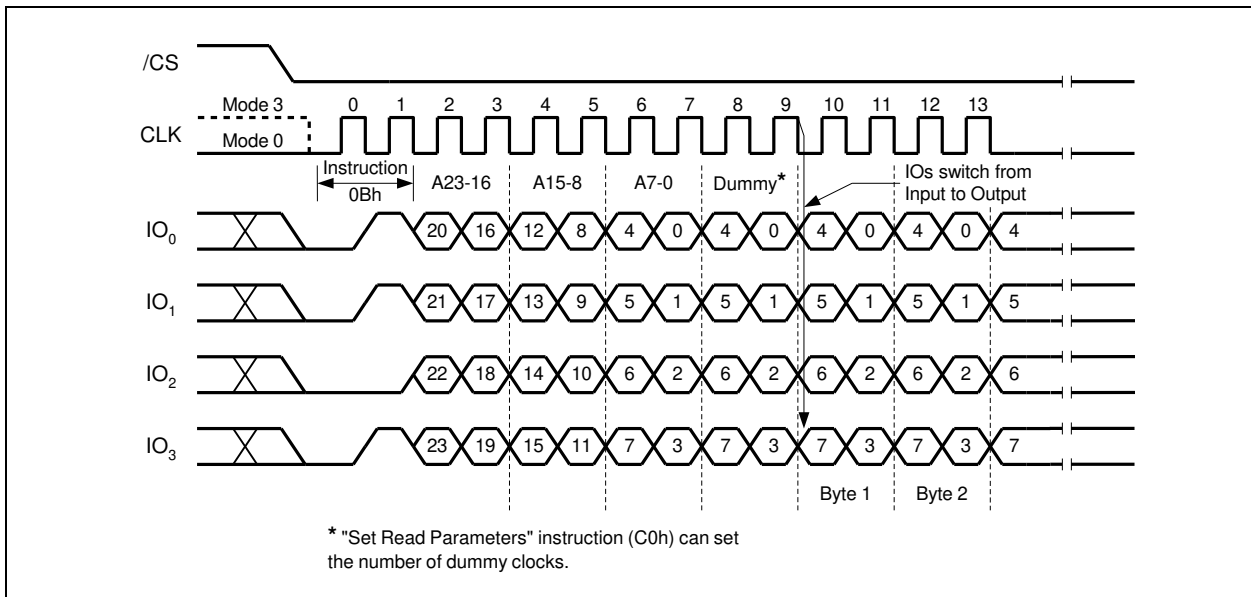 /CS
Mode 3 0 1 2 3 4 5 6 7 8 9 10 11 12 13
CLK
Mode 0
Instruction
0Bh
A23-16 A15-8 A7-0 Dummy*
IOs switch from
Input to Output
IO0 20 16 12 8 4 0 4 0 4 0 4 0 4
IO1 21 17 13 9 5 1 5 1 5 1 5 1 5
IO2 22 18 14 10 6 2 6 2 6 2 6 2 6
IO3 23 19 15 11 7 3 7 3 7 3 7 3 7
Byte 1 Byte 2
* "Set Read Parameters" instruction (C0h) can set
the number of dummy clocks.